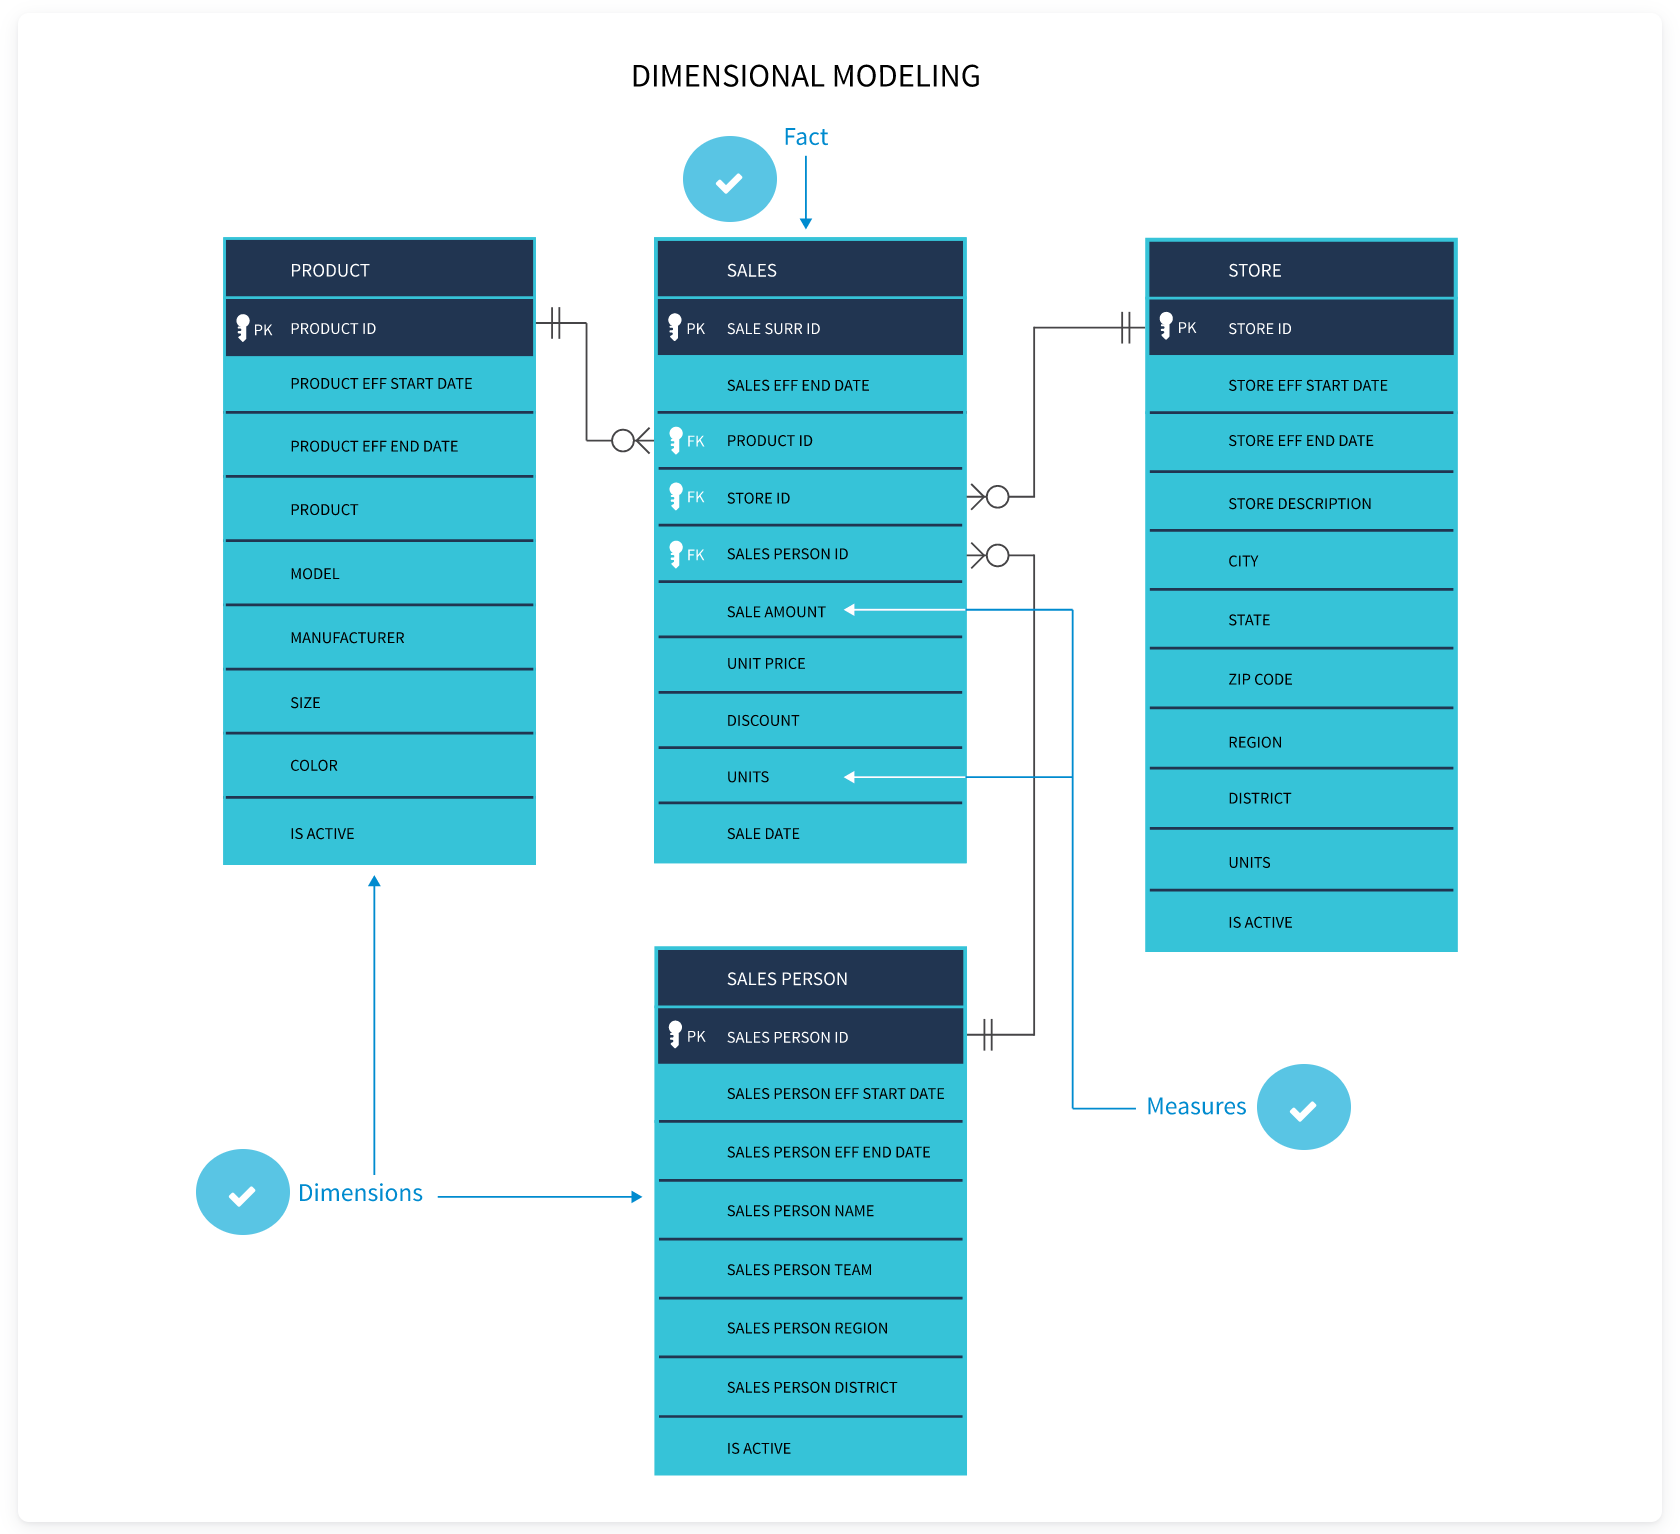 DIMENSIONAL MODELING
Fact
PRODUCT
PK PRODUCT ID
PRODUCT EFF START DATE
PRODUCT EFF END DATE
PRODUCT
MODEL
MANUFACTURER
SIZE
COLOR
IS ACTIVE
SALES
PK SALE SURR ID
SALES EFF END DATE
FK PRODUCT ID
FK STORE ID
FK SALES PERSON ID
SALE AMOUNT
UNIT PRICE
DISCOUNT
UNITS
SALE DATE
STORE
PK STORE ID
STORE EFF START DATE
STORE EFF END DATE
STORE DESCRIPTION
CITY
STATE
ZIP CODE
REGION
DISTRICT
UNITS
IS ACTIVE
SALES PERSON
PK SALES PERSON ID
SALES PERSON EFF START DATE
SALES PERSON EFF END DATE
SALES PERSON NAME
SALES PERSON TEAM
SALES PERSON REGION
SALES PERSON DISTRICT
IS ACTIVE
Measures
Dimensions